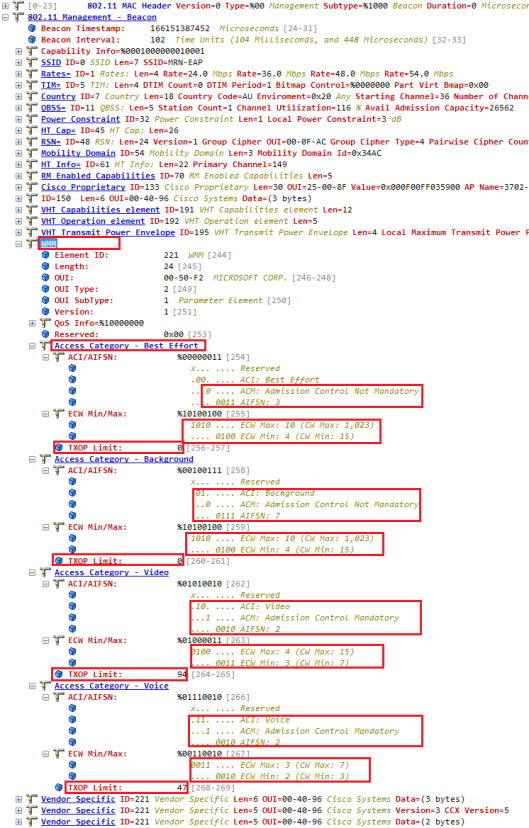 [0-23] 802.11 MAC Header Version=0 Type=%00 Management Subtype=%1000 Beacon Duration=0 Microsecon
802.11 Management - Beacon
Beacon Timestamp: 166151387452 Microseconds [24-31]
Beacon Interval: 102 Time Units (104 Milliseconds, and 448 Microseconds) [32-33]
Capability Info=%0001000000010001
SSID ID=0 SSID Len=7 SSID=MRN-EAP
Rates= ID=1 Rates: Len=4 Rate=24.0 Mbps Rate=36.0 Mbps Rate=48.0 Mbps Rate=54.0 Mbps
TIM= ID=5 TIM: Len=4 DTIM Count=0 DTIM Period=1 Bitmap Control=%0000000 Part Virt Bmap=0x00
Country ID=7 Country Len=18 Country Code=AU Enviroment=0x20 Any Starting Channel=36 Number of Chann
QBSS= ID=11 QBSS: Len=5 Station Count=1 Channel Utilization=116 % Avail Admission Capacity=26562
Power Constraint ID=32 Power Constraint Len=1 Local Power Constraint=3 dB
HT Cap= ID=45 HT Cap: Len=26
RSN= ID=48 RSN: Len=24 Version=1 Group Cipher OUI=00-0F-AC Group Cipher Type=4 Pairwise Cipher Coun
Mobility Domain ID=54 Mobility Domain Len=3 Mobility Domain Id=0x34AC
HT Info= ID=61 HT Info: Len=22 Primary Channel=149
RM Enabled Capabilities ID=70 RM Enabled Capabilities Len=5
Cisco Proprietary ID=133 Cisco Proprietary Len=30 OUI=25-00-8F Value=0x000F00FF035900 AP Name=3702-
ID=150 Len=6 OUI=00-40-96 Cisco Systems Data=(3 bytes)
VHT Capabilities element ID=191 VHT Capabilities element Len=12
VHT Operation element ID=192 VHT Operation element Len=5
VHT Transmit Power Envelope ID=195 VHT Transmit Power Envelope Len=4 Local Maximum Transmit Power F
WMM
Element ID: 221 WMM [244]
Length: 24 [245]
OUI: 00-50-F2 MICROSOFT CORP. [246-248]
OUI Type: 2 [249]
OUI SubType: 1 Parameter Element [250]
Version: 1 [251]
QoS Info=%10000000
Reserved: 0x00 [253]
Access Category - Best Effort
ACI/AIFSN: %00000011 [254]
x... .... Reserved
.00. .... ACI: Best Effort
...0 .... ACM: Admission Control Not Mandatory
.... 0011 AIFSN: 3
ECW Min/Max: %10100100 [255]
1010 .... ECW Max: 10 (CW Max: 1,023)
.... 0100 ECW Min: 4 (CW Min: 15)
TXOP Limit: 0 [256-257]
Access Category - Background
ACI/AIFSN: %00100111 [258]
x... .... Reserved
.01. .... ACI: Background
...0 .... ACM: Admission Control Not Mandatory
.... 0111 AIFSN: 7
ECW Min/Max: %10100100 [259]
1010 .... ECW Max: 10 (CW Max: 1,023)
.... 0100 ECW Min: 4 (CW Min: 15)
TXOP Limit: 0 [260-261]
Access Category - Video
ACI/AIFSN: %01010010 [262]
x... .... Reserved
.10. .... ACI: Video
...1 .... ACM: Admission Control Mandatory
.... 0010 AIFSN: 2
ECW Min/Max: %01000011 [263]
0100 .... ECW Max: 4 (CW Max: 15)
.... 0011 ECW Min: 3 (CW Min: 7)
TXOP Limit: 94 [264-265]
Access Category - Voice
ACI/AIFSN: %01110010 [266]
x... .... Reserved
.11. .... ACI: Voice
...1 .... ACM: Admission Control Mandatory
.... 0010 AIFSN: 2
ECW Min/Max: %00110010 [267]
0011 .... ECW Max: 3 (CW Max: 7)
.... 0010 ECW Min: 2 (CW Min: 3)
TXOP Limit: 47 [268-269]
Vendor Specific ID=221 Vendor Specific Len=6 OUI=00-40-96 Cisco Systems Data=(3 bytes)
Vendor Specific ID=221 Vendor Specific Len=5 OUI=00-40-96 Cisco Systems Version=3 CCX Version=5
Vendor Specific ID=221 Vendor Specific Len=5 OUI=00-40-96 Cisco Systems Data=(2 bytes)